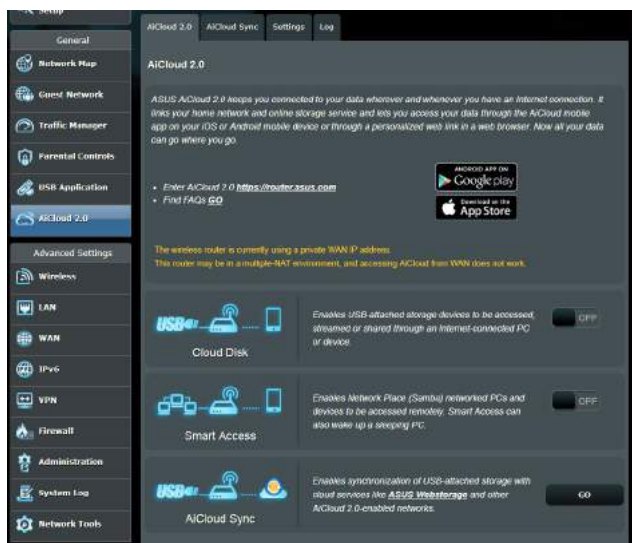 Setup
General
Network Map
Guest Network
Traffic Manager
Parental Controls
USB Application
AiCloud 2.0
Advanced Settings
Wireless
LAN
WAN
IPv6
VPN
Firewall
Administration
System Log
Network Tools
AiCloud 2.0 AiCloud Sync Settings Log
AiCloud 2.0
ASUS AiCloud 2.0 keeps you connected to your data wherever and whenever you have an Internet connection. It
links your home network and online storage service and lets you access your data through the AiCloud mobile
app on your iOS or Android mobile device or through a personalized web link in a web browser. Now all your data
can go where you go.
• Enter AiCloud 2.0 https://router.asus.com
• Find FAQs GO
ANDROID APP ON
Google play
Download on the
App Store
The wireless router is currently using a private WAN IP address.
This router may be in a multiple-NAT environment, and accessing AiCloud from WAN does not work.
USB
Cloud Disk
Enables USB-attached storage devices to be accessed,
streamed or shared through an Internet-connected PC
or device.
OFF
Smart Access
Enables Network Place (Samba) networked PCs and
devices to be accessed remotely. Smart Access can
also wake up a sleeping PC.
OFF
USB
AiCloud Sync
Enables synchronization of USB-attached storage with
cloud services like ASUS Webstorage and other
AiCloud 2.0-enabled networks.
GO